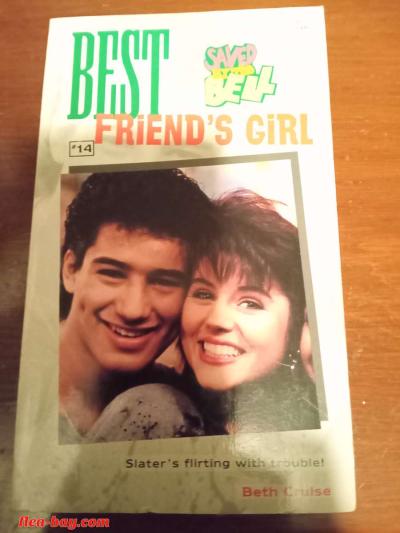 BEST
SAVED
BY THE
BELL
FRiEND'S GiRL
#14
Slater's flirting with trouble!
Beth Cruise
flea-bay.com